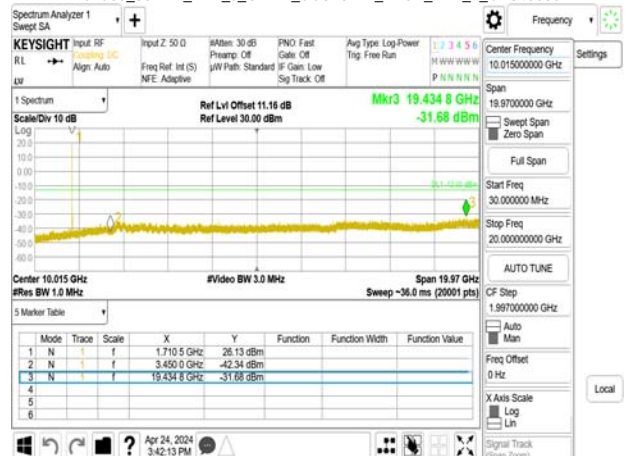 Spectrum Analyzer 1
Swept SA
+
Frequency
KEYSIGHT
RL
Input: RF
Coupling: DC
Align: Auto
Input Z: 50 Ω
Freq Ref: Int (S)
NFE: Adaptive
#Atten: 30 dB
Preamp: Off
µW Path: Standard
PNO: Fast
Gate: Off
IF Gain: Low
Sig Track: Off
Avg Type: Log-Power
Trig: Free Run
1 2 3 4 5 6
M W W W W W
P N N N N N
Center Frequency
10.015000000 GHz
Settings
Span
19.9700000 GHz
Swept Span
Zero Span
Full Span
Start Freq
30.000000 MHz
Stop Freq
20.000000000 GHz
AUTO TUNE
CF Step
1.997000000 GHz
Auto
Man
Freq Offset
0 Hz
X Axis Scale
Log
Lin
Signal Track
(Span Zoom)
Local
1 Spectrum
Scale/Div 10 dB
Ref Lvl Offset 11.16 dB
Ref Level 30.00 dBm
Mkr3 19.434 8 GHz
-31.68 dBm
Log
20.0
10.0
0.00
-10.0
-20.0
-30.0
-40.0
-50.0
-60.0
1
2
3
Center 10.015 GHz
#Video BW 3.0 MHz
Span 19.97 GHz
#Res BW 1.0 MHz
Sweep ~36.0 ms (20001 pts)
5 Marker Table
Mode Trace Scale X Y Function Function Width Function Value
1 N 1 f 1.710 5 GHz 26.13 dBm
2 N 1 f 3.450 0 GHz -42.34 dBm
3 N 1 f 19.434 8 GHz -31.68 dBm
4
5
6
?
Apr 24, 2024
3:42:13 PM